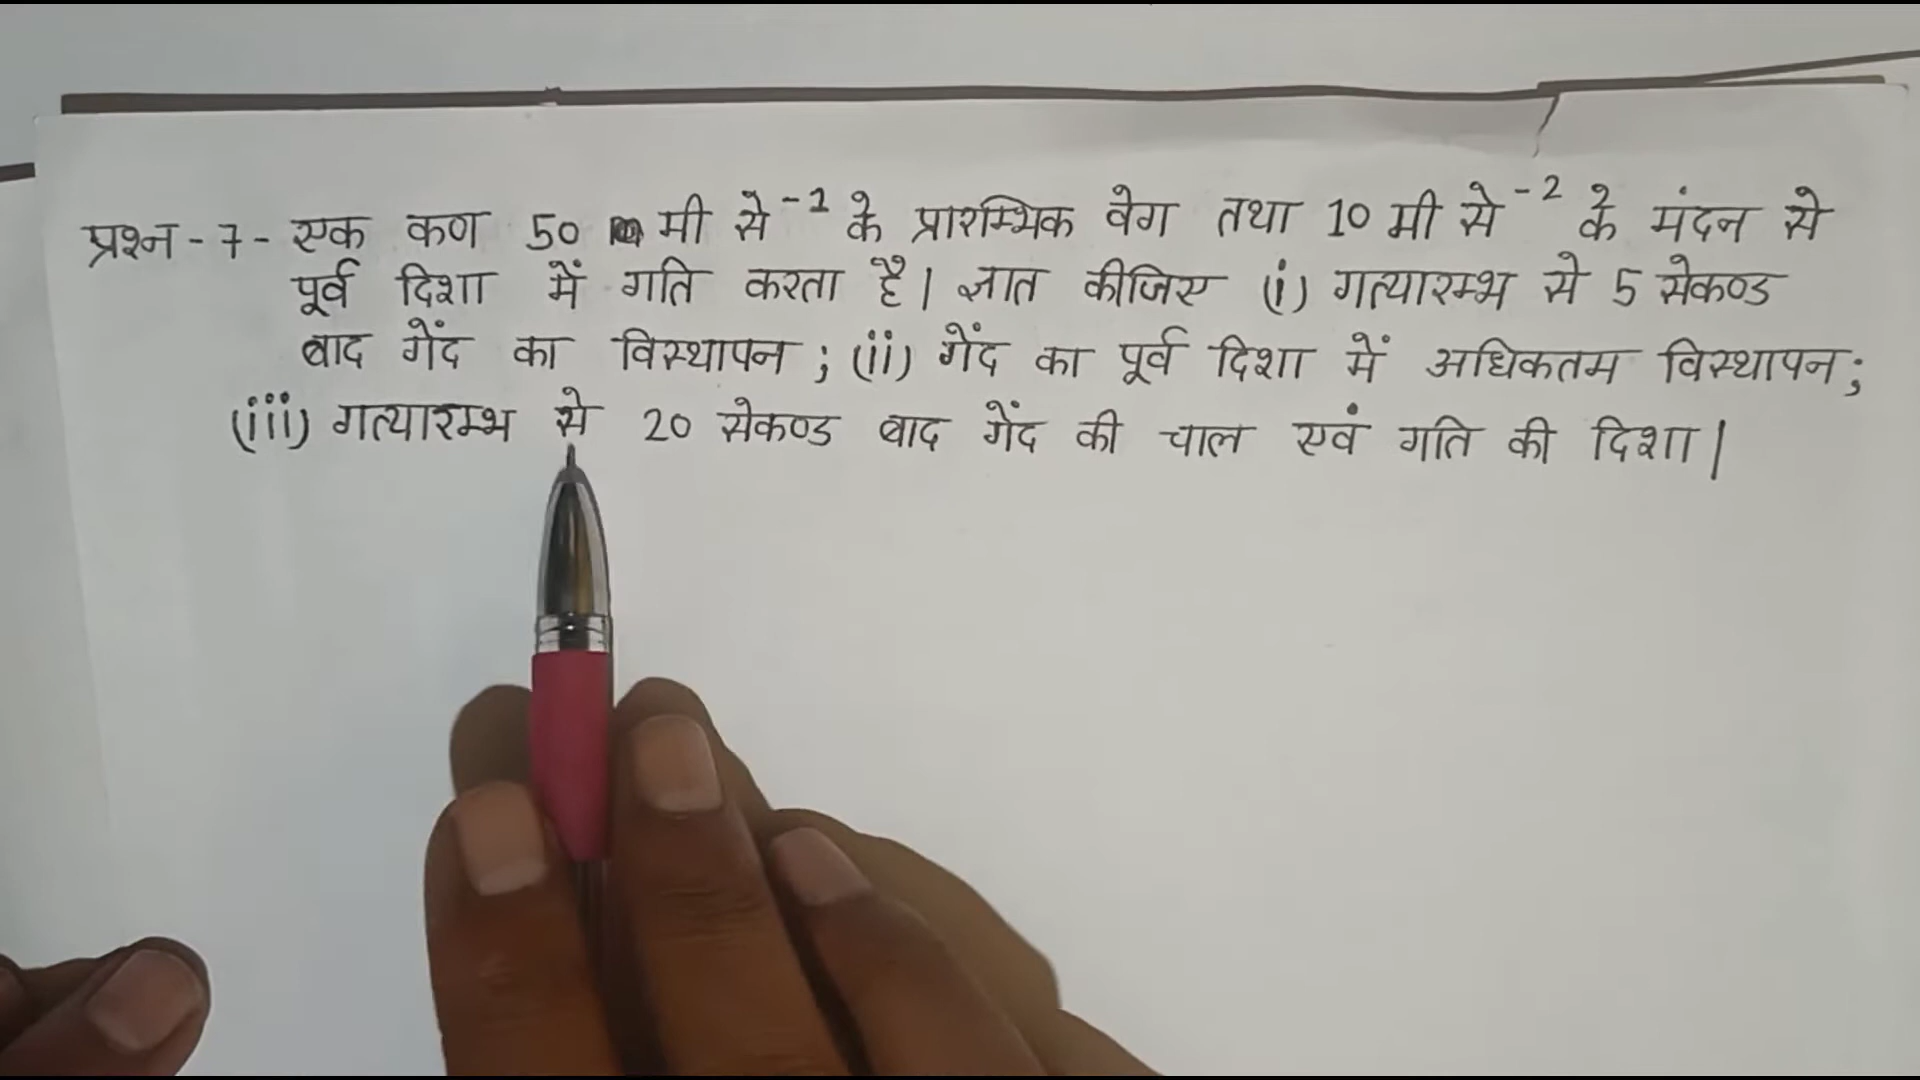 प्रश्न - 7 - एक कण 50 मी से⁻¹ के प्रारम्भिक वेग तथा 10 मी से⁻² के मंदन से
पूर्व दिशा में गति करता है। ज्ञात कीजिए (i) गत्यारम्भ से 5 सेकण्ड
बाद गेंद का विस्थापन ; (ii) गेंद का पूर्व दिशा में अधिकतम विस्थापन ;
(iii) गत्यारम्भ से 20 सेकण्ड बाद गेंद की चाल एवं गति की दिशा।